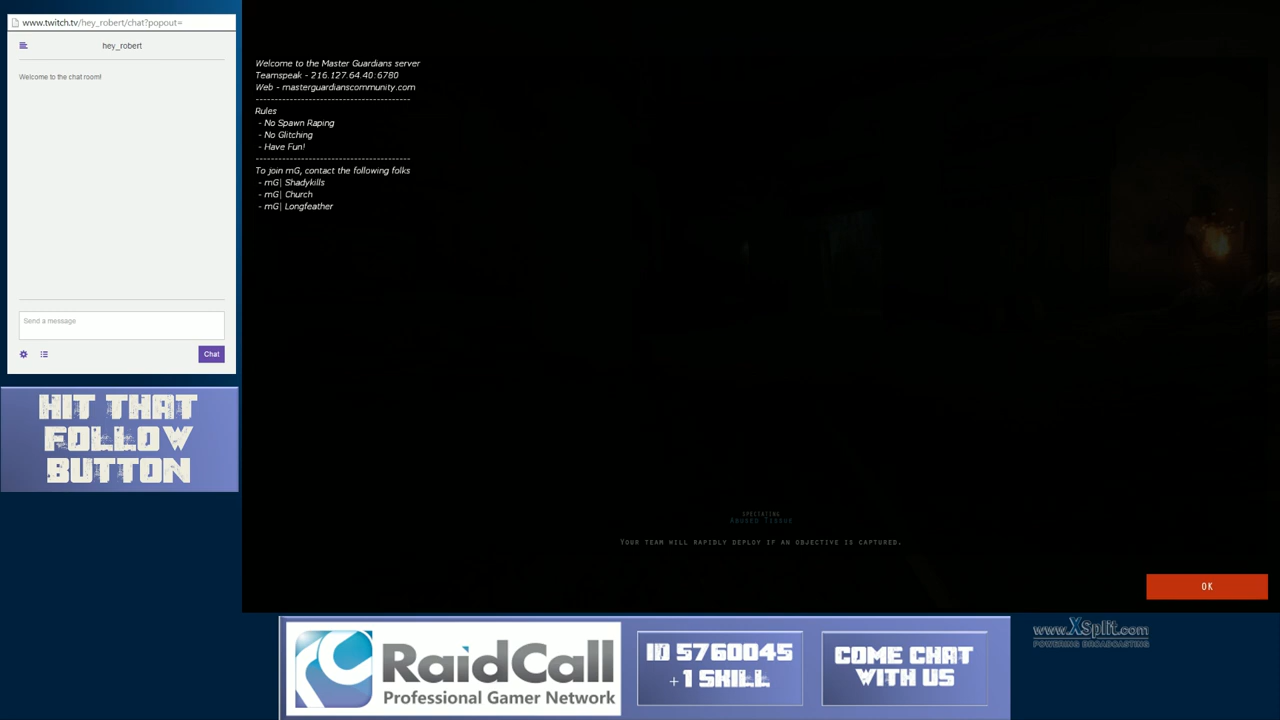 www.twitch.tv/hey_robert/chat?popout=
hey_robert
Welcome to the chat room!
Send a message
Chat
HIT THAT
FOLLOW
BUTTON
Welcome to the Master Guardians server
Teamspeak - 216.127.64.40:6780
Web - masterguardianscommunity.com
----------------------------------------
Rules
- No Spawn Raping
- No Glitching
- Have Fun!
----------------------------------------
To join mG, contact the following folks
- mG| Shadykills
- mG| Church
- mG| Longfeather
SPECTATING
YOUR TEAM WILL RAPIDLY DEPLOY IF AN OBJECTIVE IS CAPTURED.
OK
RaidCall
Professional Gamer Network
ID 5760045
+1 SKILL
COME CHAT
WITH US
www.XSplit.com
POWERING BROADCASTING